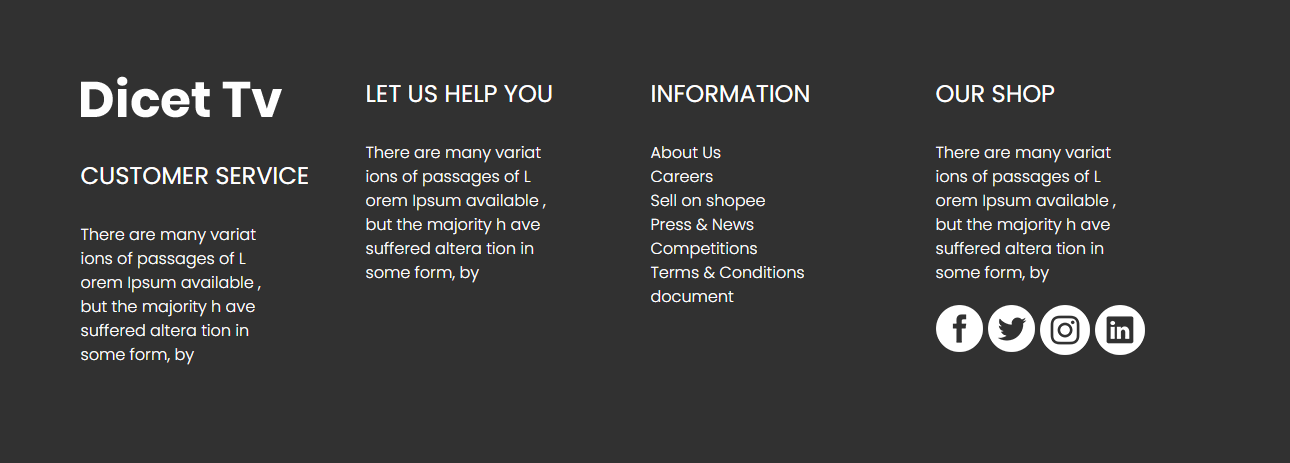 Dicet Tv
CUSTOMER SERVICE
There are many variat
ions of passages of L
orem Ipsum available ,
but the majority h ave
suffered altera tion in
some form, by
LET US HELP YOU
There are many variat
ions of passages of L
orem Ipsum available ,
but the majority h ave
suffered altera tion in
some form, by
INFORMATION
About Us
Careers
Sell on shopee
Press & News
Competitions
Terms & Conditions
document
OUR SHOP
There are many variat
ions of passages of L
orem Ipsum available ,
but the majority h ave
suffered altera tion in
some form, by